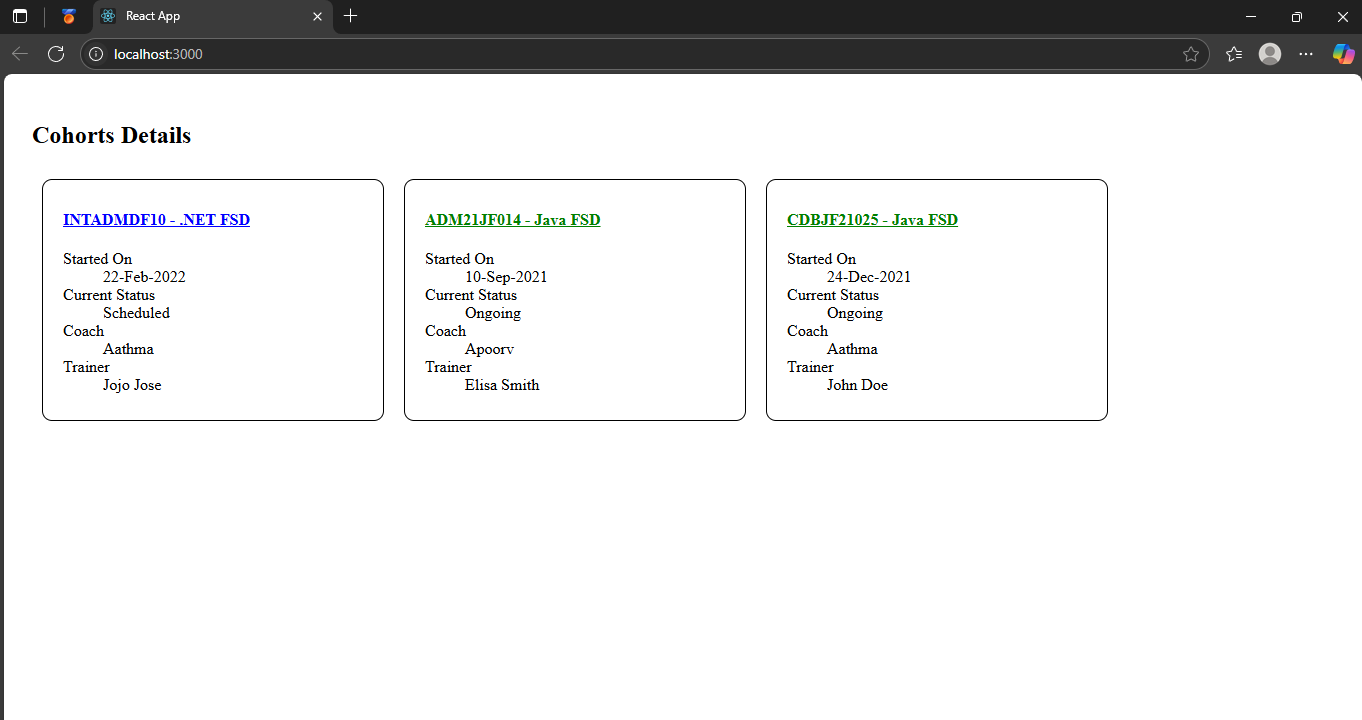 React App
localhost:3000
Cohorts Details
INTADMDF10 - .NET FSD
Started On
22-Feb-2022
Current Status
Scheduled
Coach
Aathma
Trainer
Jojo Jose
ADM21JF014 - Java FSD
Started On
10-Sep-2021
Current Status
Ongoing
Coach
Apoorv
Trainer
Elisa Smith
CDBJF21025 - Java FSD
Started On
24-Dec-2021
Current Status
Ongoing
Coach
Aathma
Trainer
John Doe